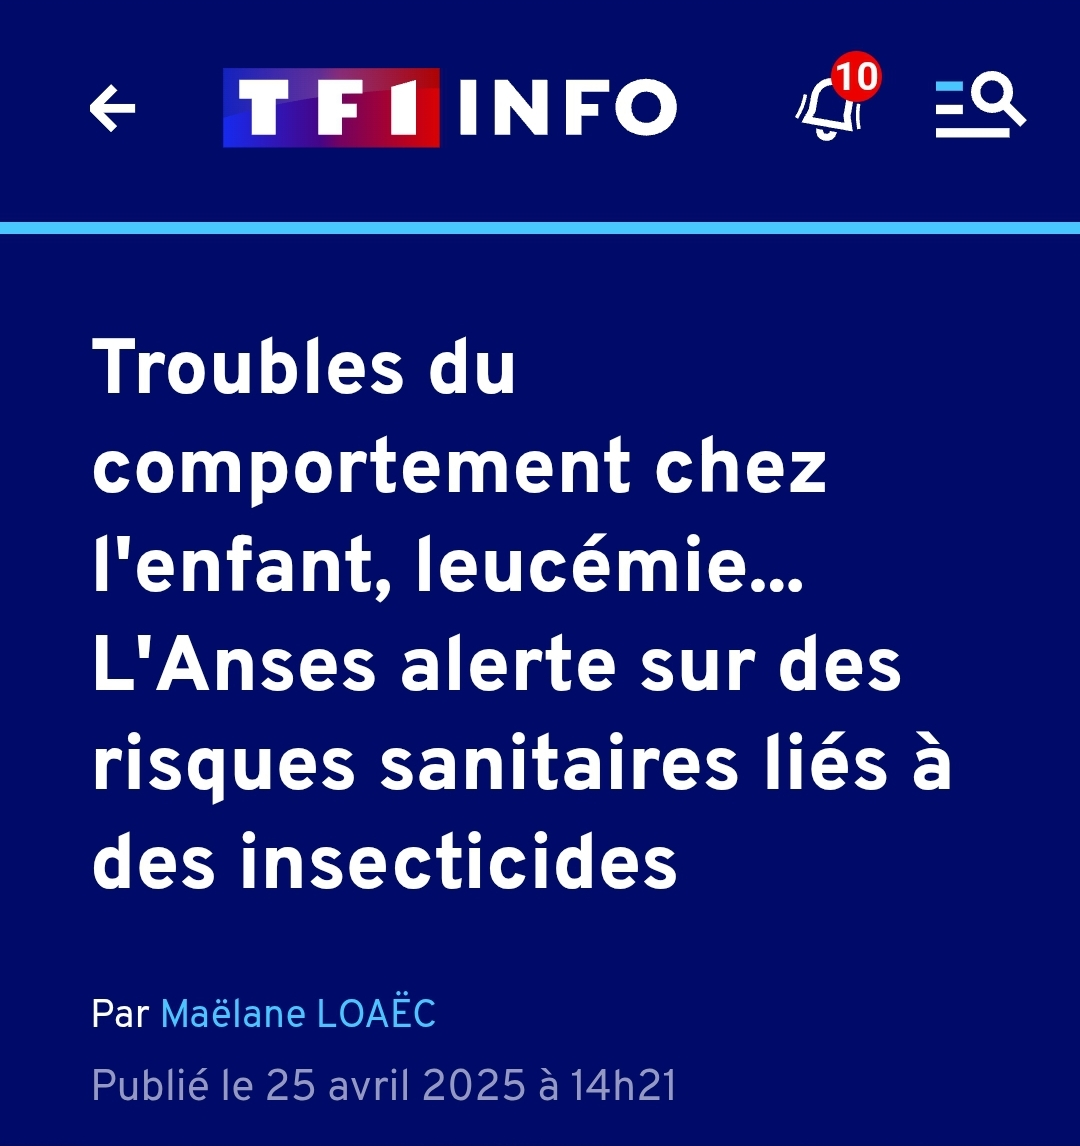 TF1 INFO
10
Troubles du
comportement chez
l'enfant, leucémie...
L'Anses alerte sur des
risques sanitaires liés à
des insecticides
Par Maëlane LOAËC
Publié le 25 avril 2025 à 14h21